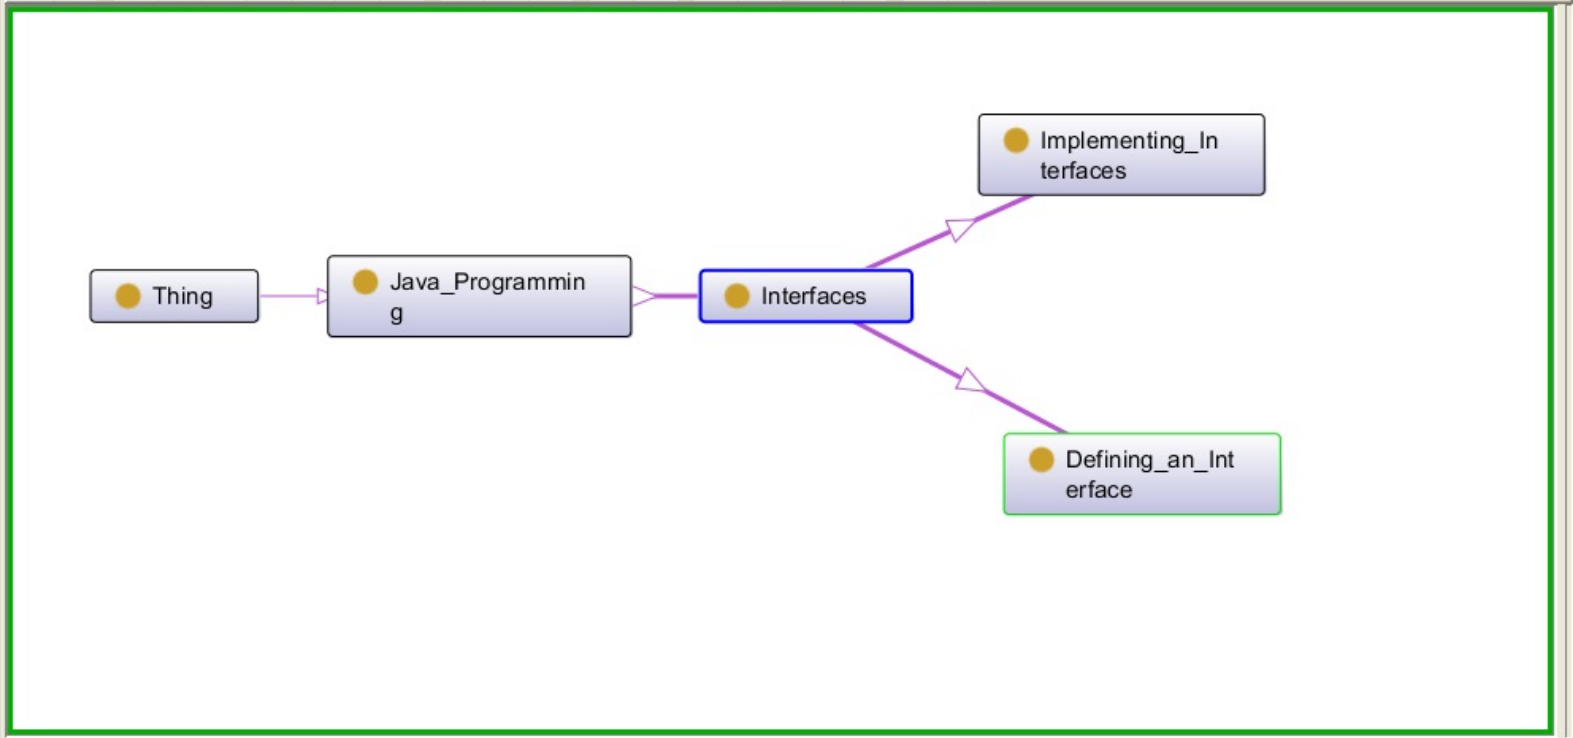 Implementing_In
terfaces
Thing
Java_Programmin
g
Interfaces
Defining_an_Int
erface